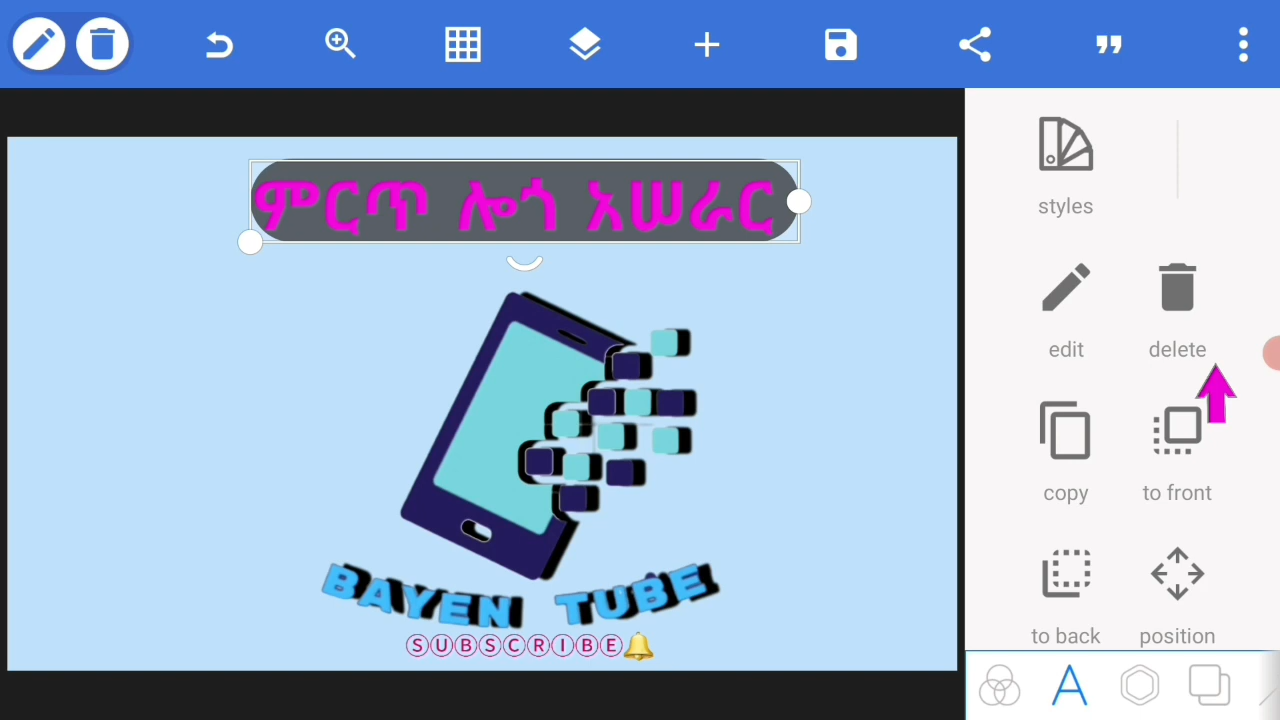 ምርጥ ሎጎ አሠራር
BAYEN TUBE
ⓈⓊⒷⓈⒸⓇⒾⒷⒺ🔔
styles
edit
delete
copy
to front
to back
position